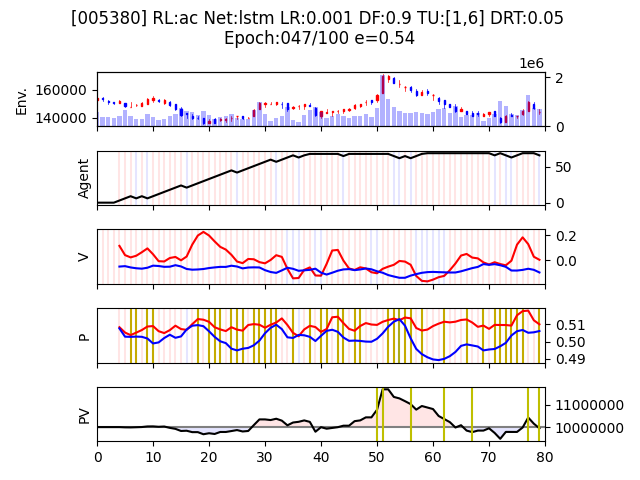 [005380] RL:ac Net:lstm LR:0.001 DF:0.9 TU:[1,6] DRT:0.05
Epoch:047/100 e=0.54
1e6
Env.
160000
140000
2
0
Agent
50
0
V
0.2
0.0
P
0.51
0.50
0.49
PV
11000000
10000000
0 10 20 30 40 50 60 70 80